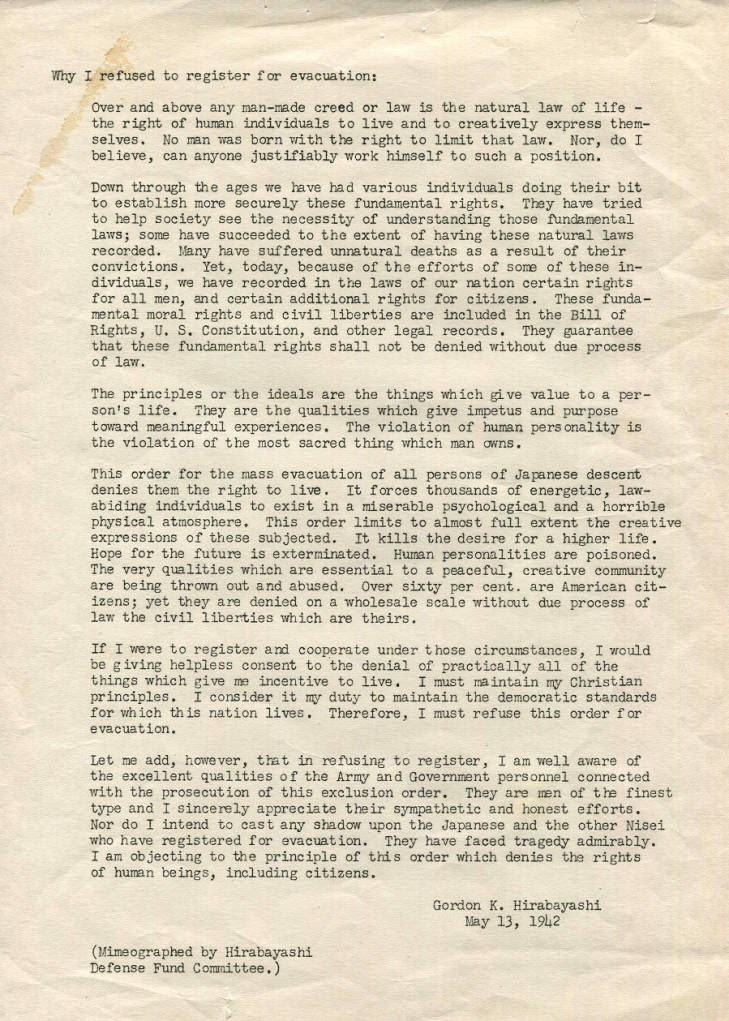 Why I refused to register for evacuation:
Over and above any man-made creed or law is the natural law of life -
the right of human individuals to live and to creatively express them-
selves. No man was born with the right to limit that law. Nor, do I
believe, can anyone justifiably work himself to such a position.
Down through the ages we have had various individuals doing their bit
to establish more securely these fundamental rights. They have tried
to help society see the necessity of understanding those fundamental
laws; some have succeeded to the extent of having these natural laws
recorded. Many have suffered unnatural deaths as a result of their
convictions. Yet, today, because of the efforts of some of these in-
dividuals, we have recorded in the laws of our nation certain rights
for all men, and certain additional rights for citizens. These funda-
mental moral rights and civil liberties are included in the Bill of
Rights, U. S. Constitution, and other legal records. They guarantee
that these fundamental rights shall not be denied without due process
of law.
The principles or the ideals are the things which give value to a per-
son's life. They are the qualities which give impetus and purpose
toward meaningful experiences. The violation of human personality is
the violation of the most sacred thing which man owns.
This order for the mass evacuation of all persons of Japanese descent
denies them the right to live. It forces thousands of energetic, law-
abiding individuals to exist in a miserable psychological and a horrible
physical atmosphere. This order limits to almost full extent the creative
expressions of these subjected. It kills the desire for a higher life.
Hope for the future is exterminated. Human personalities are poisoned.
The very qualities which are essential to a peaceful, creative community
are being thrown out and abused. Over sixty per cent. are American cit-
izens; yet they are denied on a wholesale scale without due process of
law the civil liberties which are theirs.
If I were to register and cooperate under those circumstances, I would
be giving helpless consent to the denial of practically all of the
things which give me incentive to live. I must maintain my Christian
principles. I consider it my duty to maintain the democratic standards
for which this nation lives. Therefore, I must refuse this order for
evacuation.
Let me add, however, that in refusing to register, I am well aware of
the excellent qualities of the Army and Government personnel connected
with the prosecution of this exclusion order. They are men of the finest
type and I sincerely appreciate their sympathetic and honest efforts.
Nor do I intend to cast any shadow upon the Japanese and the other Nisei
who have registered for evacuation. They have faced tragedy admirably.
I am objecting to the principle of this order which denies the rights
of human beings, including citizens.
Gordon K. Hirabayashi
May 13, 1942
(Mimeographed by Hirabayashi
Defense Fund Committee.)